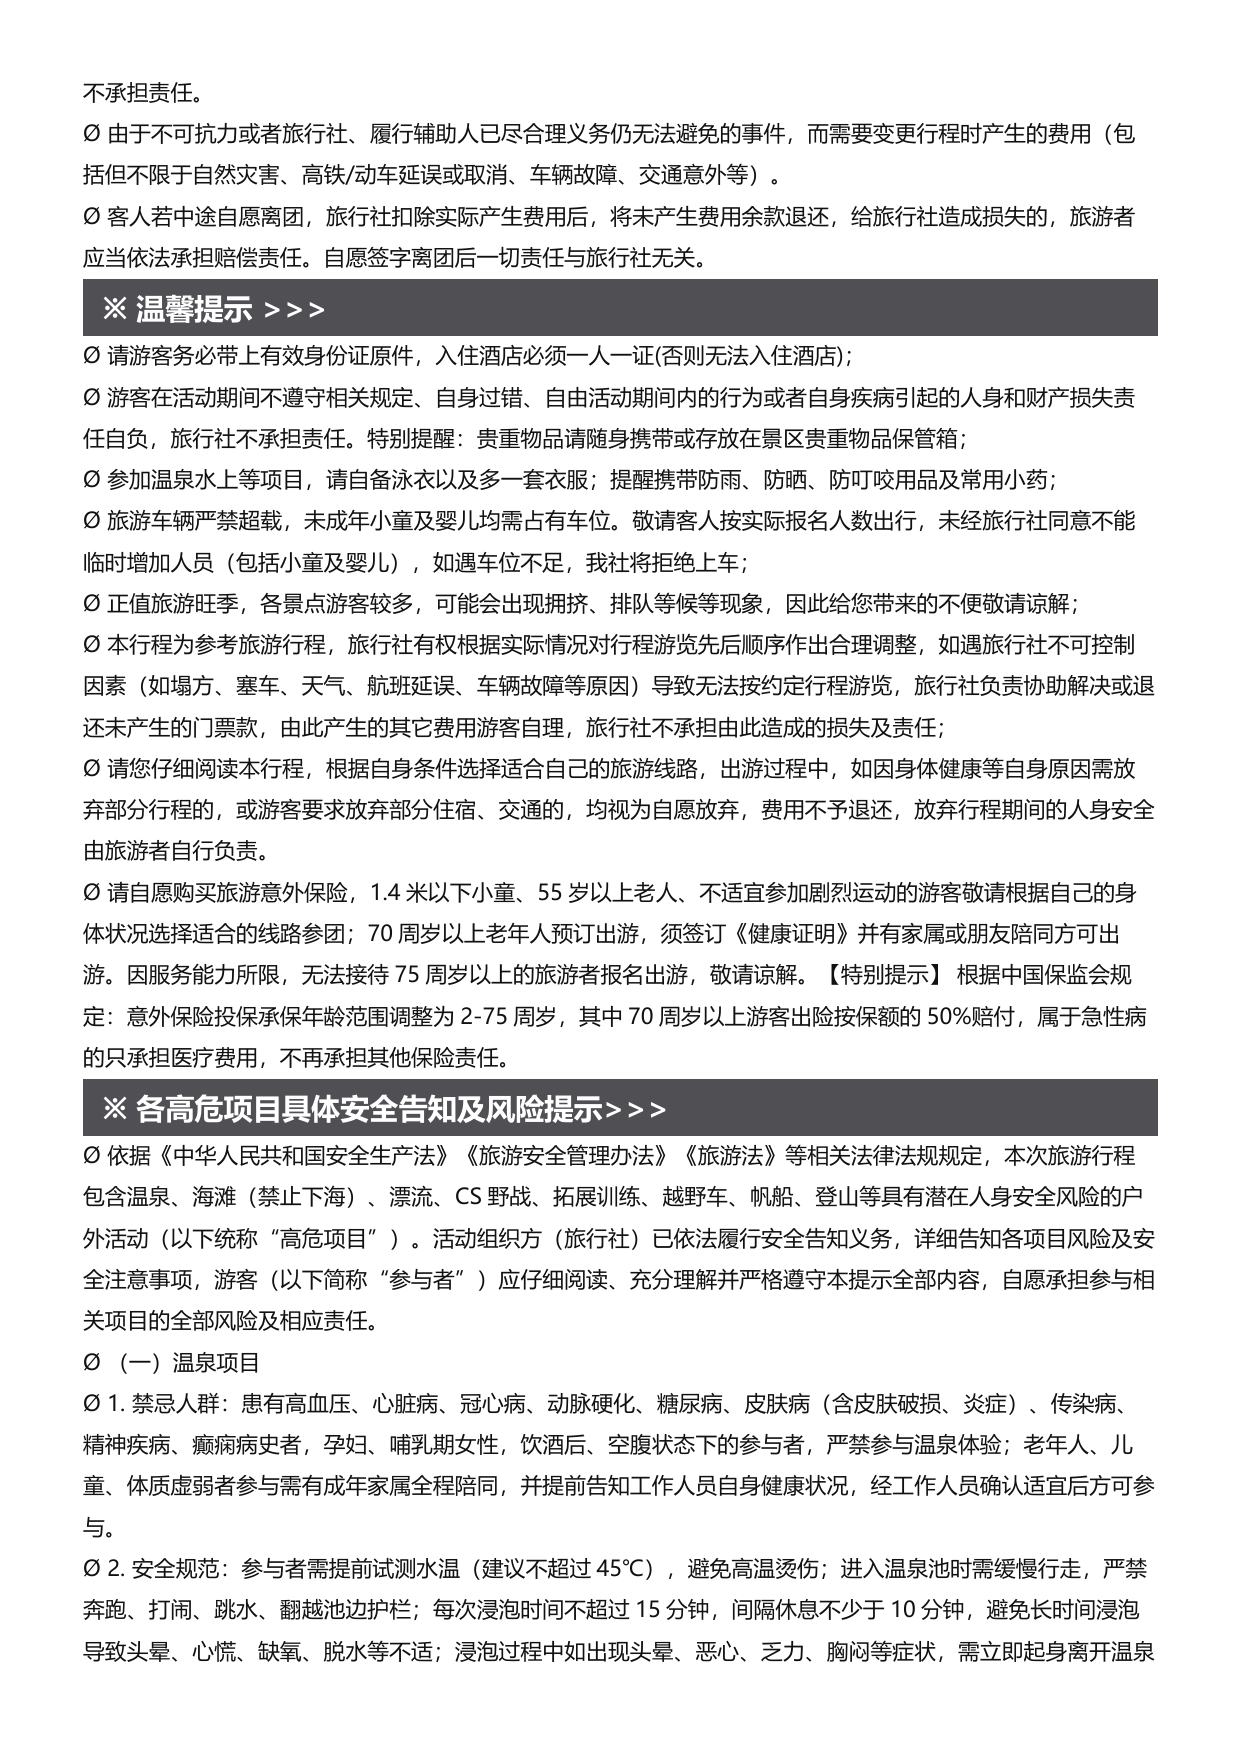 不承担责任。
Ø 由于不可抗力或者旅行社、履行辅助人已尽合理义务仍无法避免的事件，而需要变更行程时产生的费用（包
括但不限于自然灾害、高铁/动车延误或取消、车辆故障、交通意外等）。
Ø 客人若中途自愿离团，旅行社扣除实际产生费用后，将未产生费用余款退还，给旅行社造成损失的，旅游者
应当依法承担赔偿责任。自愿签字离团后一切责任与旅行社无关。
※ 温馨提示 >>>
Ø 请游客务必带上有效身份证原件，入住酒店必须一人一证(否则无法入住酒店)；
Ø 游客在活动期间不遵守相关规定、自身过错、自由活动期间内的行为或者自身疾病引起的人身和财产损失责
任自负，旅行社不承担责任。特别提醒：贵重物品请随身携带或存放在景区贵重物品保管箱；
Ø 参加温泉水上等项目，请自备泳衣以及多一套衣服；提醒携带防雨、防晒、防叮咬用品及常用小药；
Ø 旅游车辆严禁超载，未成年小童及婴儿均需占有车位。敬请客人按实际报名人数出行，未经旅行社同意不能
临时增加人员（包括小童及婴儿），如遇车位不足，我社将拒绝上车；
Ø 正值旅游旺季，各景点游客较多，可能会出现拥挤、排队等候等现象，因此给您带来的不便敬请谅解；
Ø 本行程为参考旅游行程，旅行社有权根据实际情况对行程游览先后顺序作出合理调整，如遇旅行社不可控制
因素（如塌方、塞车、天气、航班延误、车辆故障等原因）导致无法按约定行程游览，旅行社负责协助解决或退
还未产生的门票款，由此产生的其它费用游客自理，旅行社不承担由此造成的损失及责任；
Ø 请您仔细阅读本行程，根据自身条件选择适合自己的旅游线路，出游过程中，如因身体健康等自身原因需放
弃部分行程的，或游客要求放弃部分住宿、交通的，均视为自愿放弃，费用不予退还，放弃行程期间的人身安全
由旅游者自行负责。
Ø 请自愿购买旅游意外保险，1.4 米以下小童、55 岁以上老人、不适宜参加剧烈运动的游客敬请根据自己的身
体状况选择适合的线路参团；70 周岁以上老年人预订出游，须签订《健康证明》并有家属或朋友陪同方可出
游。因服务能力所限，无法接待 75 周岁以上的旅游者报名出游，敬请谅解。【特别提示】 根据中国保监会规
定：意外保险投保承保年龄范围调整为 2-75 周岁，其中 70 周岁以上游客出险按保额的 50%赔付，属于急性病
的只承担医疗费用，不再承担其他保险责任。
※ 各高危项目具体安全告知及风险提示>>>
Ø 依据《中华人民共和国安全生产法》《旅游安全管理办法》《旅游法》等相关法律法规规定，本次旅游行程
包含温泉、海滩（禁止下海）、漂流、CS 野战、拓展训练、越野车、帆船、登山等具有潜在人身安全风险的户
外活动（以下统称“高危项目”）。活动组织方（旅行社）已依法履行安全告知义务，详细告知各项目风险及安
全注意事项，游客（以下简称“参与者”）应仔细阅读、充分理解并严格遵守本提示全部内容，自愿承担参与相
关项目的全部风险及相应责任。
Ø （一）温泉项目
Ø 1. 禁忌人群：患有高血压、心脏病、冠心病、动脉硬化、糖尿病、皮肤病（含皮肤破损、炎症）、传染病、
精神疾病、癫痫病史者，孕妇、哺乳期女性，饮酒后、空腹状态下的参与者，严禁参与温泉体验；老年人、儿
童、体质虚弱者参与需有成年家属全程陪同，并提前告知工作人员自身健康状况，经工作人员确认适宜后方可参
与。
Ø 2. 安全规范：参与者需提前试测水温（建议不超过 45℃），避免高温烫伤；进入温泉池时需缓慢行走，严禁
奔跑、打闹、跳水、翻越池边护栏；每次浸泡时间不超过 15 分钟，间隔休息不少于 10 分钟，避免长时间浸泡
导致头晕、心慌、缺氧、脱水等不适；浸泡过程中如出现头晕、恶心、乏力、胸闷等症状，需立即起身离开温泉